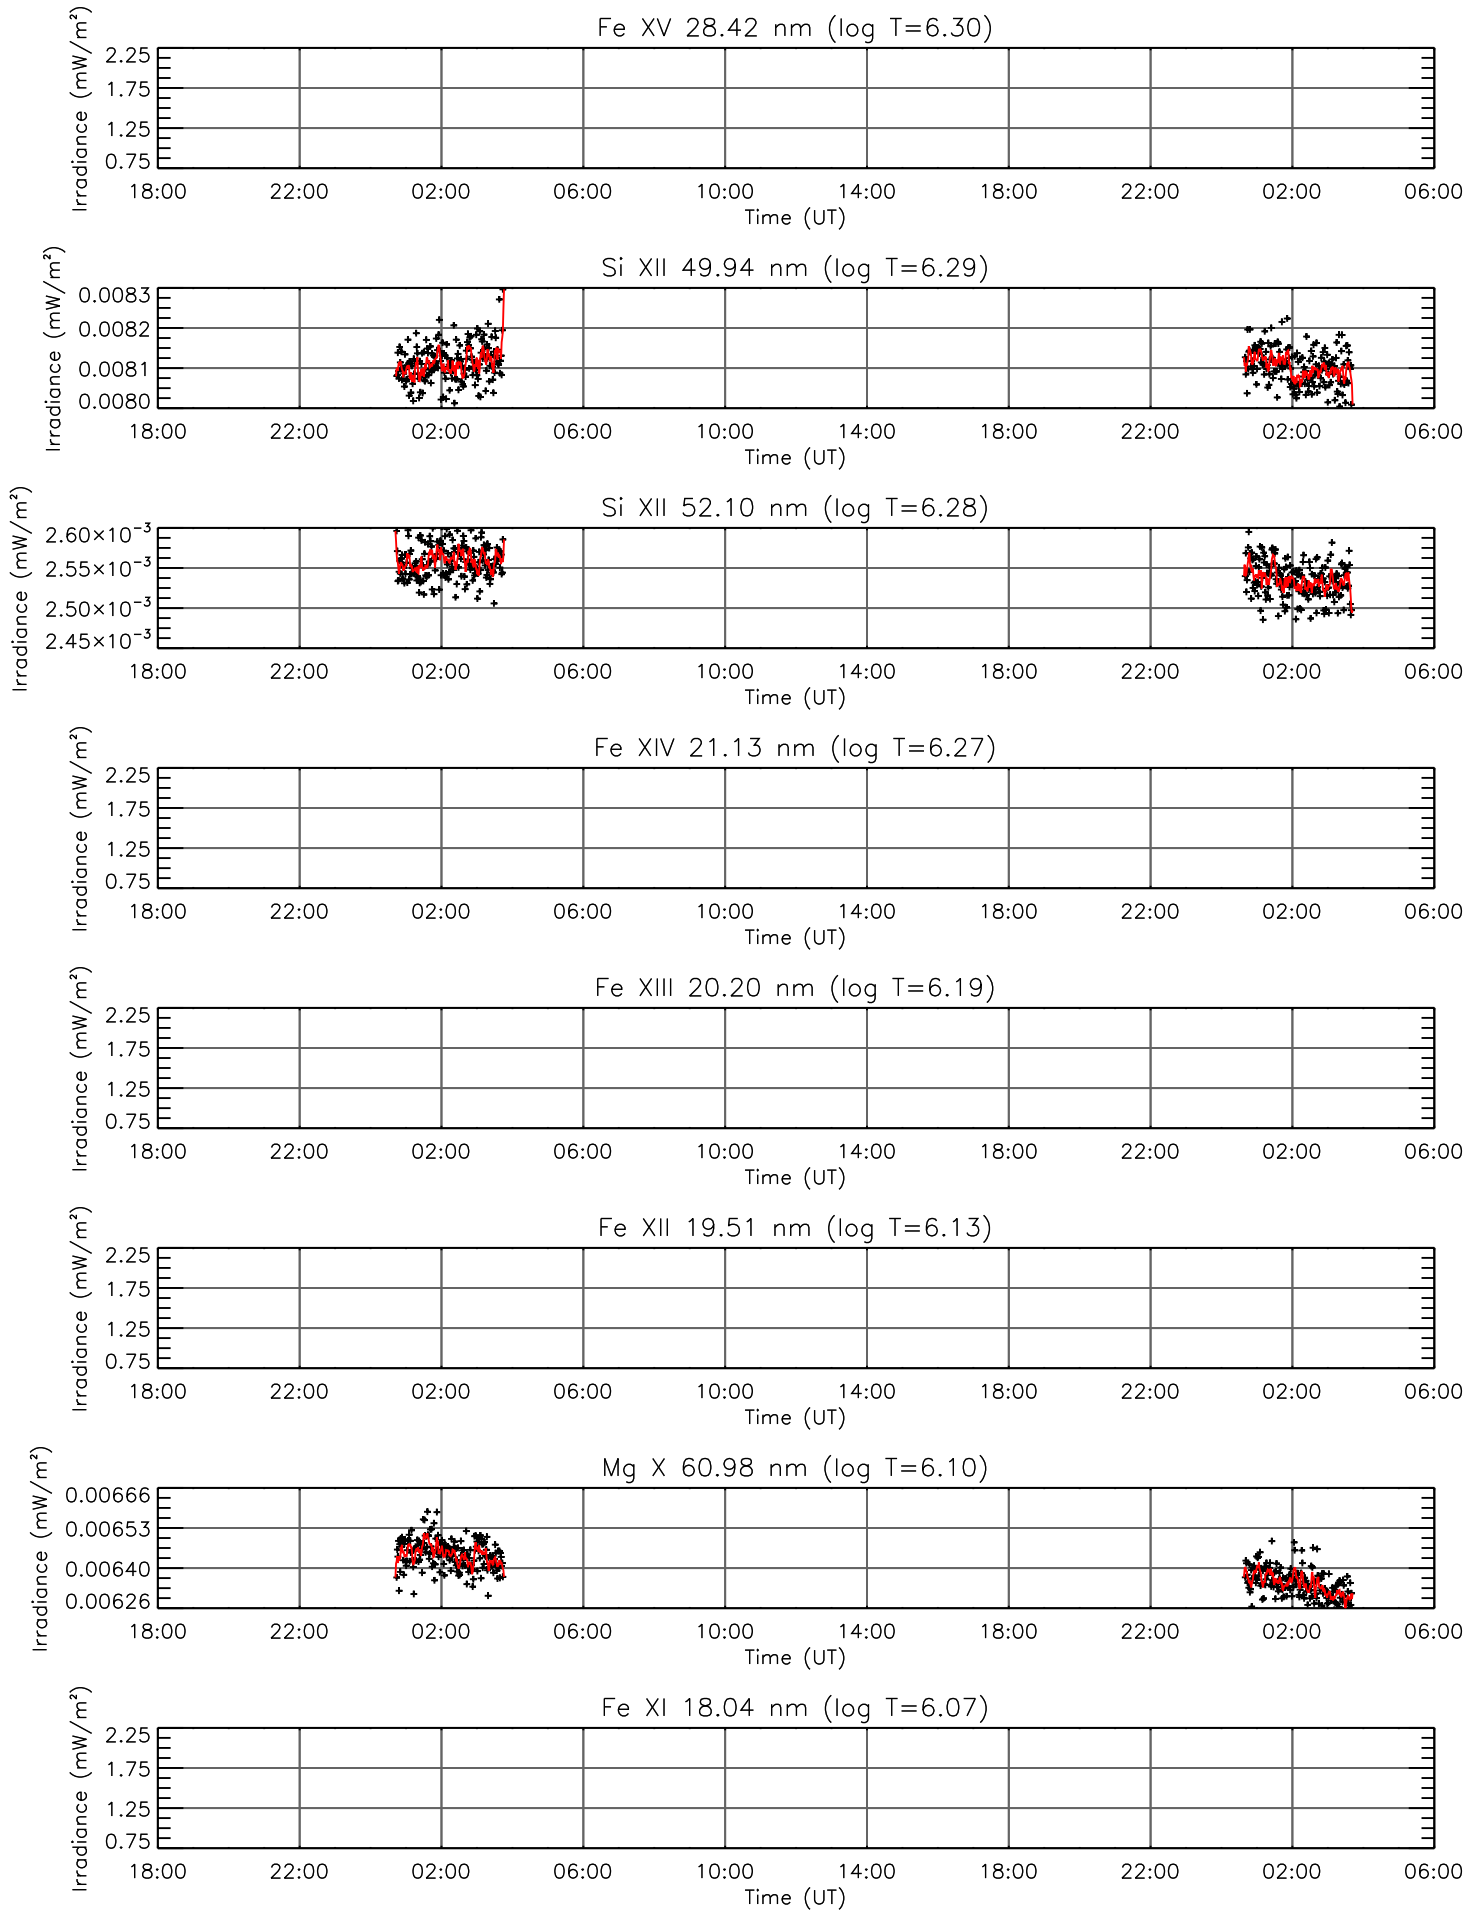 Fe XV 28.42 nm (log T=6.30)
Irradiance (mW/m²)
2.25
1.75
1.25
0.75
18:00 22:00 02:00 06:00 10:00 14:00 18:00 22:00 02:00 06:00
Time (UT)
Si XII 49.94 nm (log T=6.29)
Irradiance (mW/m²)
0.0083
0.0082
0.0081
0.0080
18:00 22:00 02:00 06:00 10:00 14:00 18:00 22:00 02:00 06:00
Time (UT)
Si XII 52.10 nm (log T=6.28)
Irradiance (mW/m²)
2.60×10⁻³
2.55×10⁻³
2.50×10⁻³
2.45×10⁻³
18:00 22:00 02:00 06:00 10:00 14:00 18:00 22:00 02:00 06:00
Time (UT)
Fe XIV 21.13 nm (log T=6.27)
Irradiance (mW/m²)
2.25
1.75
1.25
0.75
18:00 22:00 02:00 06:00 10:00 14:00 18:00 22:00 02:00 06:00
Time (UT)
Fe XIII 20.20 nm (log T=6.19)
Irradiance (mW/m²)
2.25
1.75
1.25
0.75
18:00 22:00 02:00 06:00 10:00 14:00 18:00 22:00 02:00 06:00
Time (UT)
Fe XII 19.51 nm (log T=6.13)
Irradiance (mW/m²)
2.25
1.75
1.25
0.75
18:00 22:00 02:00 06:00 10:00 14:00 18:00 22:00 02:00 06:00
Time (UT)
Mg X 60.98 nm (log T=6.10)
Irradiance (mW/m²)
0.00666
0.00653
0.00640
0.00626
18:00 22:00 02:00 06:00 10:00 14:00 18:00 22:00 02:00 06:00
Time (UT)
Fe XI 18.04 nm (log T=6.07)
Irradiance (mW/m²)
2.25
1.75
1.25
0.75
18:00 22:00 02:00 06:00 10:00 14:00 18:00 22:00 02:00 06:00
Time (UT)